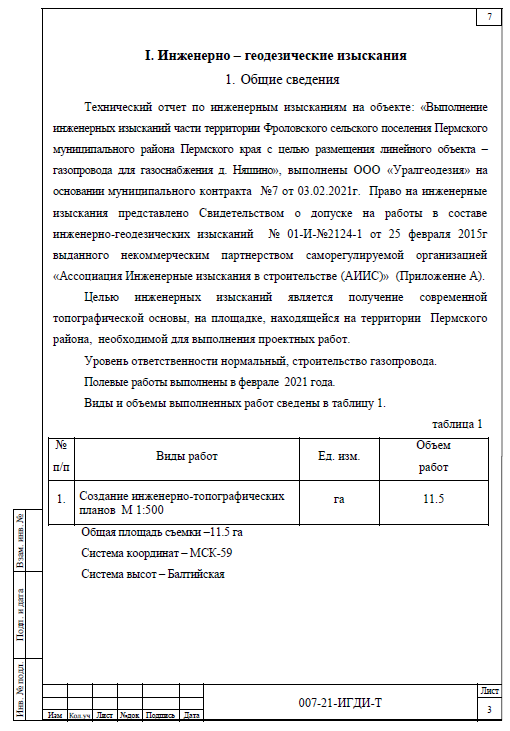 7
I. Инженерно – геодезические изыскания
1. Общие сведения
Технический отчет по инженерным изысканиям на объекте: «Выполнение
инженерных изысканий части территории Фроловского сельского поселения Пермского
муниципального района Пермского края с целью размещения линейного объекта –
газопровода для газоснабжения д. Няшино», выполнены ООО «Уралгеодезия» на
основании муниципального контракта №7 от 03.02.2021г. Право на инженерные
изыскания представлено Свидетельством о допуске на работы в составе
инженерно-геодезических изысканий № 01-И-№2124-1 от 25 февраля 2015г
выданного некоммерческим партнерством саморегулируемой организацией
«Ассоциация Инженерные изыскания в строительстве (АИИС)» (Приложение А).
Целью инженерных изысканий является получение современной
топографической основы, на площадке, находящейся на территории Пермского
района, необходимой для выполнения проектных работ.
Уровень ответственности нормальный, строительство газопровода.
Полевые работы выполнены в феврале 2021 года.
Виды и объемы выполненных работ сведены в таблицу 1.
таблица 1
№ п/п Виды работ Ед. изм. Объем работ
1. Создание инженерно-топографических га 11.5
планов М 1:500
Общая площадь съемки –11.5 га
Система координат – МСК-59
Система высот – Балтийская
Взам. инв. №
Подп. и дата
Инв. № подл.
Изм Кол.уч Лист №док Подпись Дата
007-21-ИГДИ-Т
Лист
3